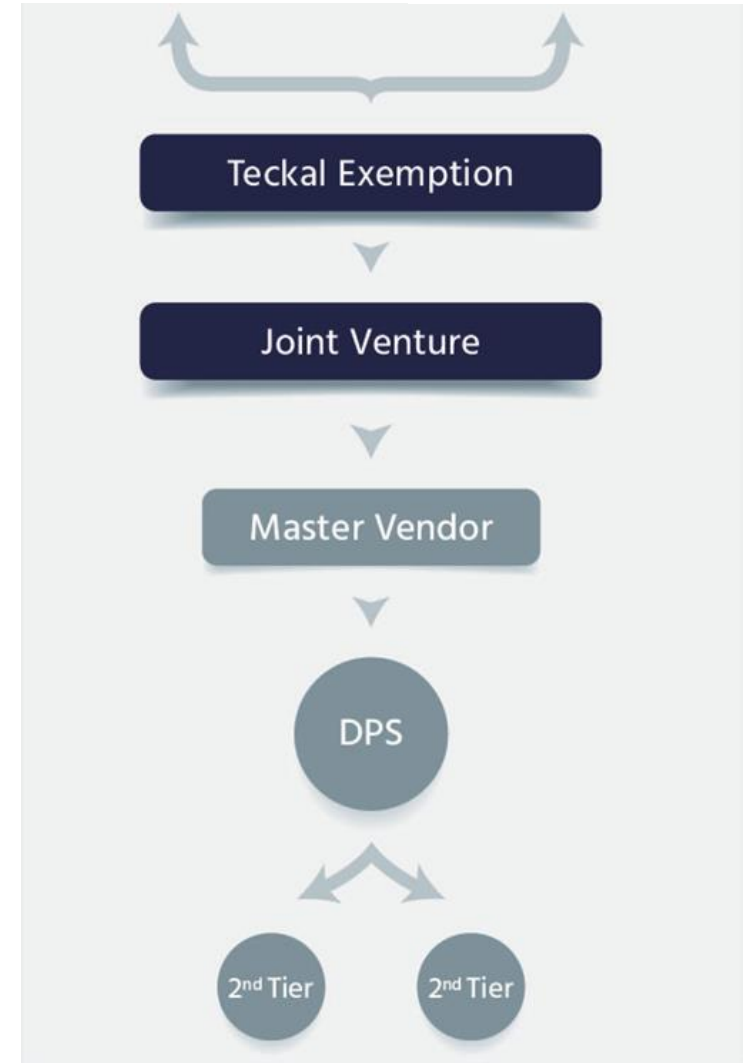 Teckal Exemption
Joint Venture
Master Vendor
DPS
2nd Tier
2nd Tier